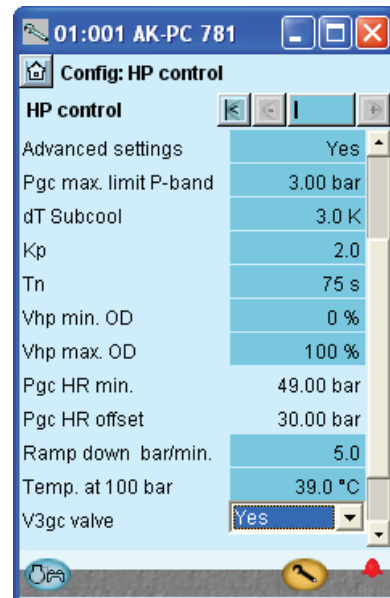 01:001 AK-PC 781
Config: HP control
HP control
Advanced settings Yes
Pgc max. limit P-band 3.00 bar
dT Subcool 3.0 K
Kp 2.0
Tn 75 s
Vhp min. OD 0 %
Vhp max. OD 100 %
Pgc HR min. 49.00 bar
Pgc HR offset 30.00 bar
Ramp down bar/min. 5.0
Temp. at 100 bar 39.0 °C
V3gc valve Yes